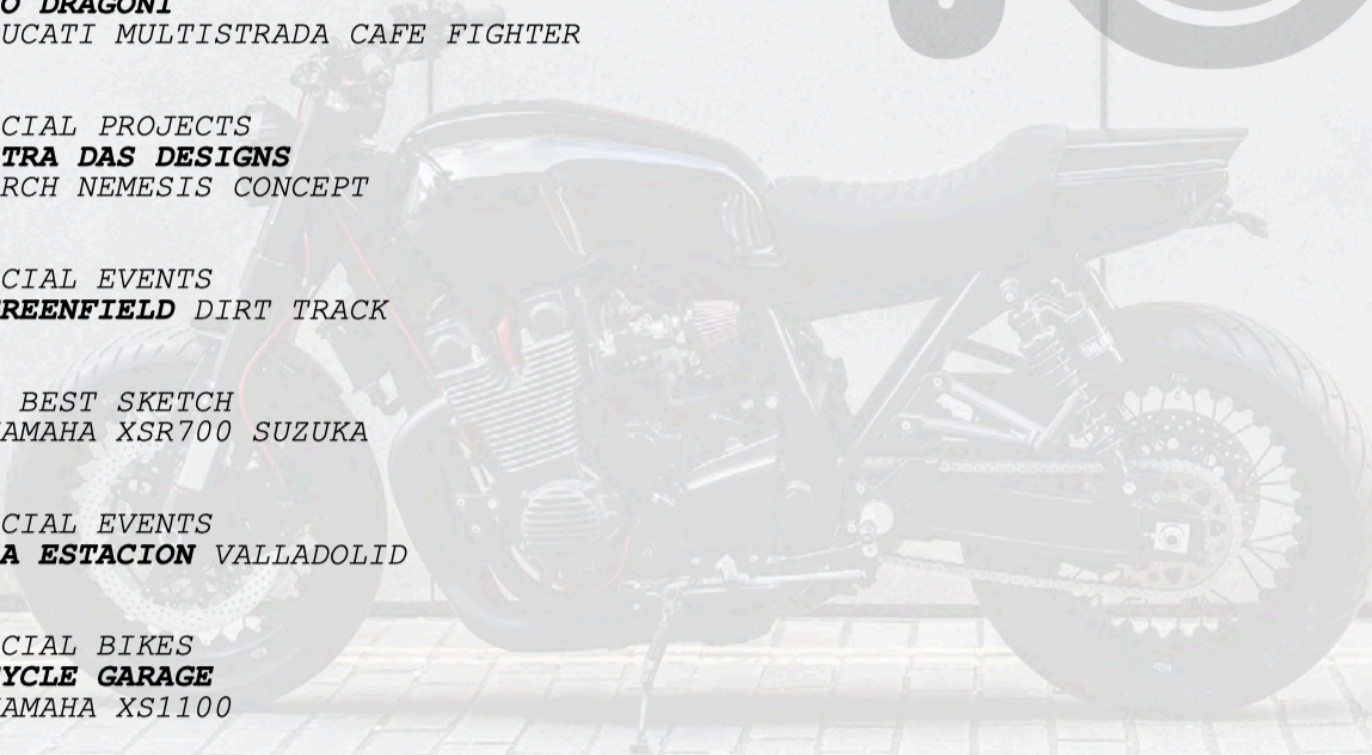 O DRAGONI
UCATI MULTISTRADA CAFE FIGHTER
CIAL PROJECTS
TRA DAS DESIGNS
RCH NEMESIS CONCEPT
CIAL EVENTS
REENFIELD DIRT TRACK
BEST SKETCH
AMAHA XSR700 SUZUKA
CIAL EVENTS
A ESTACION VALLADOLID
CIAL BIKES
YCLE GARAGE
AMAHA XS1100